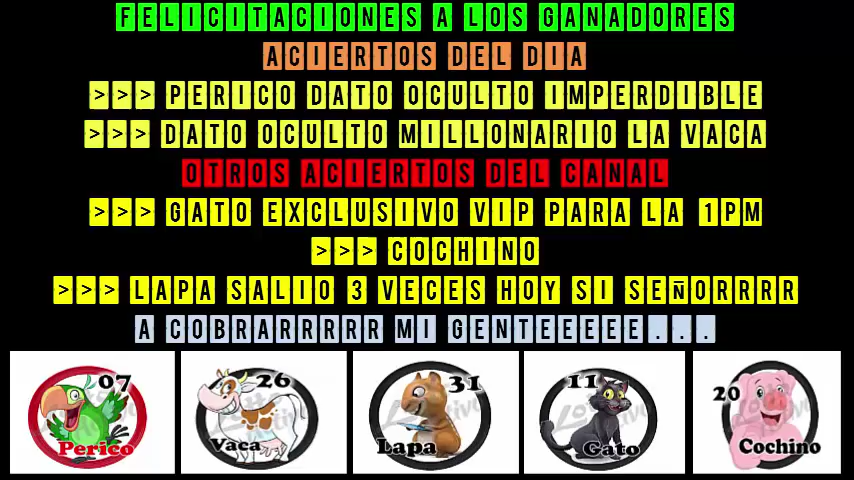 FELICITACIONES A LOS GANADORES
ACIERTOS DEL DIA
>>> PERICO DATO OCULTO IMPERDIBLE
>>> DATO OCULTO MILLONARIO LA VACA
OTROS ACIERTOS DEL CANAL
>>> GATO EXCLUSIVO VIP PARA LA 1PM
>>> COCHINO
>>> LAPA SALIO 3 VECES HOY SI SEÑORRRR
A COBRARRRRR MI GENTEEEEE...
07 Perico
26 Vaca
31 Lapa
11 Gato
20 Cochino